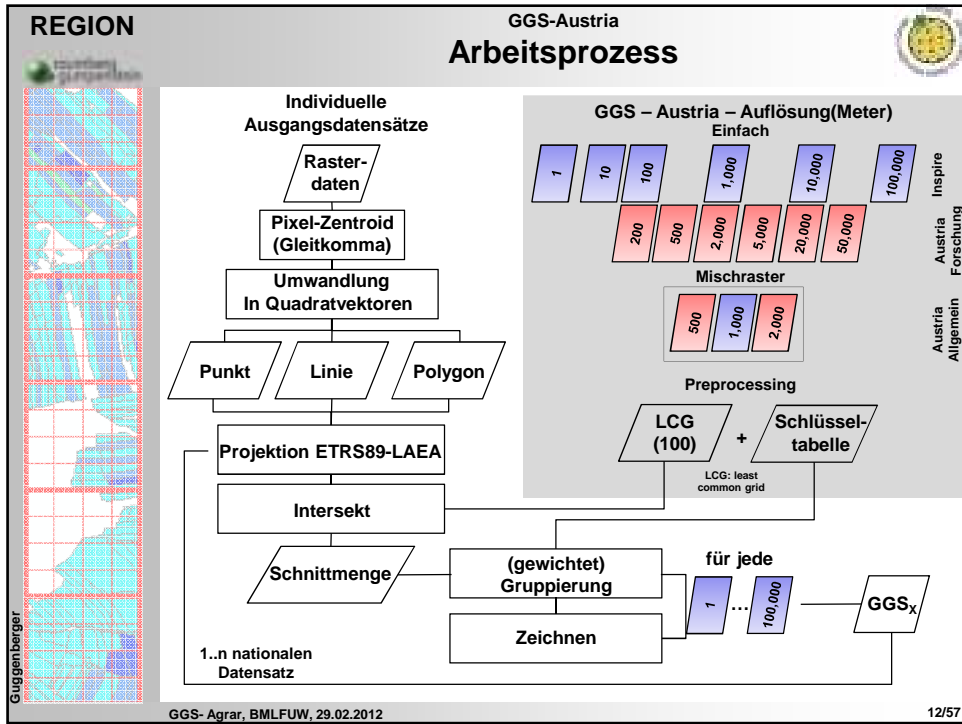 REGION
GGS-Austria
Arbeitsprozess
Individuelle
Ausgangsdatensätze
Raster-
daten
Pixel-Zentroid
(Gleitkomma)
Umwandlung
In Quadratvektoren
Punkt
Linie
Polygon
Projektion ETRS89-LAEA
Intersekt
Schnittmenge
(gewichtet)
Gruppierung
Zeichnen
1..n nationalen
Datensatz
GGS – Austria – Auflösung(Meter)
Einfach
1
10
100
1,000
10,000
100,000
Inspire
200
500
2,000
5,000
20,000
50,000
Austria
Forschung
Mischraster
500
1,000
2,000
Austria
Allgemein
Preprocessing
LCG
(100)
+
Schlüssel-
tabelle
LCG: least
common grid
für jede
1
...
100,000
GGSX
Guggenberger
GGS- Agrar, BMLFUW, 29.02.2012
12/57